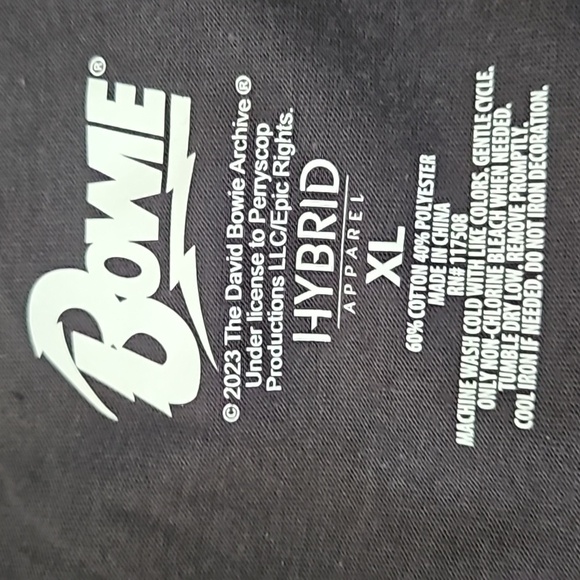 BOWIE®
© 2023 The David Bowie Archive ®
Under license to Perryscop
Productions LLC/Epic Rights.
HYBRID
APPAREL
XL
60% COTTON 40% POLYESTER
MADE IN CHINA
RN# 117508
MACHINE WASH COLD WITH LIKE COLORS, GENTLE CYCLE.
ONLY NON-CHLORINE BLEACH WHEN NEEDED.
TUMBLE DRY LOW. REMOVE PROMPTLY.
COOL IRON IF NEEDED. DO NOT IRON DECORATION.